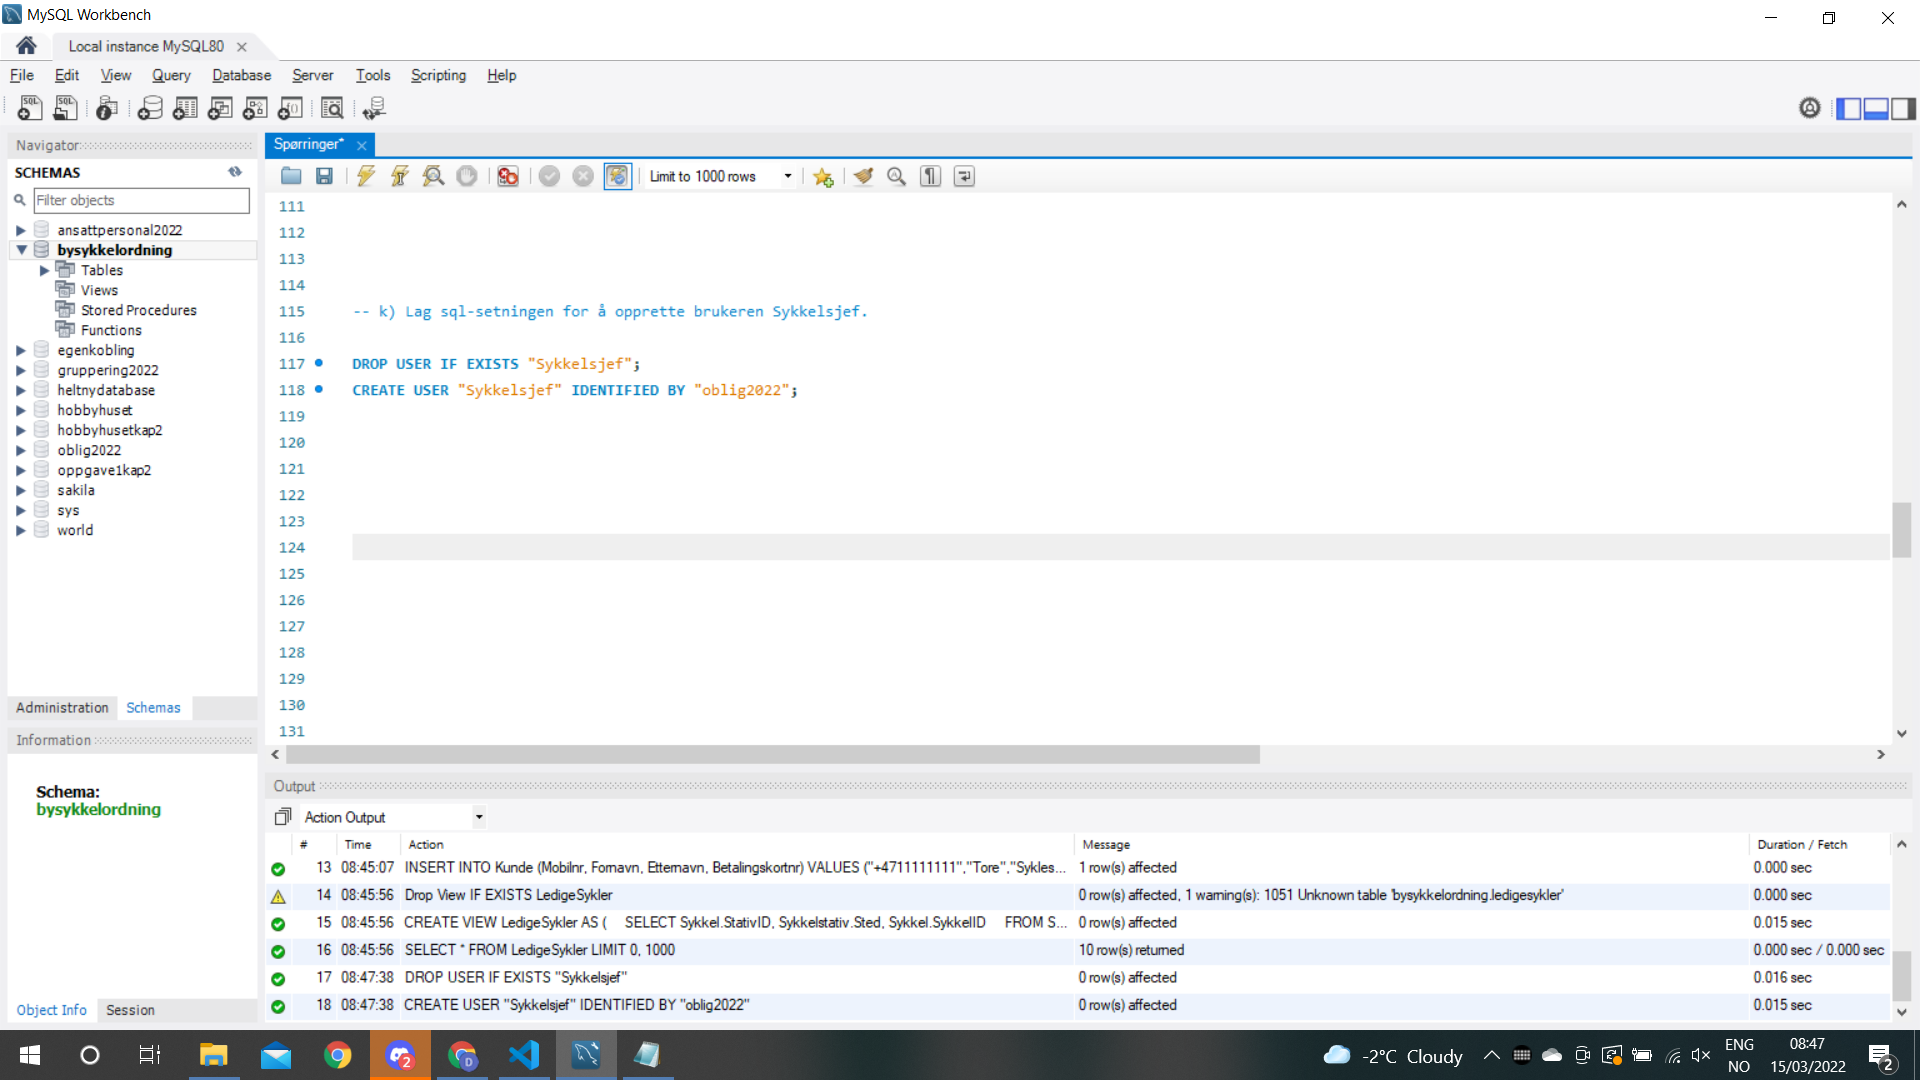 MySQL Workbench
Local instance MySQL80
File Edit View Query Database Server Tools Scripting Help
Navigator
SCHEMAS
Filter objects
ansattpersonal2022
bysykkelordning
Tables
Views
Stored Procedures
Functions
egenkobling
gruppering2022
heltnydatabase
hobbyhuset
hobbyhusetkap2
oblig2022
oppgave1kap2
sakila
sys
world
Administration Schemas
Information
Schema:
bysykkelordning
Object Info Session
Spørringer*
Limit to 1000 rows
111
112
113
114
115 -- k) Lag sql-setningen for å opprette brukeren Sykkelsjef.
116
117 DROP USER IF EXISTS "Sykkelsjef";
118 CREATE USER "Sykkelsjef" IDENTIFIED BY "oblig2022";
119
120
121
122
123
124
125
126
127
128
129
130
131
Output
Action Output
# Time Action Message Duration / Fetch
13 08:45:07 INSERT INTO Kunde (Mobilnr, Fornavn, Etternavn, Betalingskortnr) VALUES ("+4711111111","Tore","Sykles... 1 row(s) affected 0.000 sec
14 08:45:56 Drop View IF EXISTS LedigeSykler 0 row(s) affected, 1 warning(s): 1051 Unknown table 'bysykkelordning.ledigesykler' 0.000 sec
15 08:45:56 CREATE VIEW LedigeSykler AS ( SELECT Sykkel.StativID, Sykkelstativ.Sted, Sykkel.SykkelID FROM S... 0 row(s) affected 0.015 sec
16 08:45:56 SELECT * FROM LedigeSykler LIMIT 0, 1000 10 row(s) returned 0.000 sec / 0.000 sec
17 08:47:38 DROP USER IF EXISTS "Sykkelsjef" 0 row(s) affected 0.016 sec
18 08:47:38 CREATE USER "Sykkelsjef" IDENTIFIED BY "oblig2022" 0 row(s) affected 0.015 sec
-2°C Cloudy
ENG
NO
08:47
15/03/2022
2
2